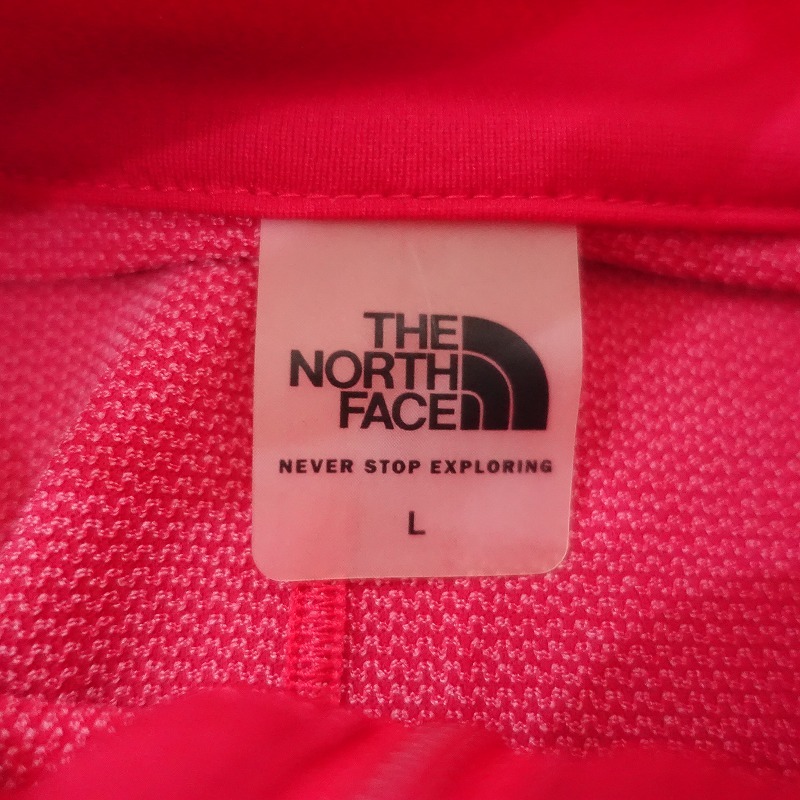 THE
NORTH
FACE
NEVER STOP EXPLORING
L